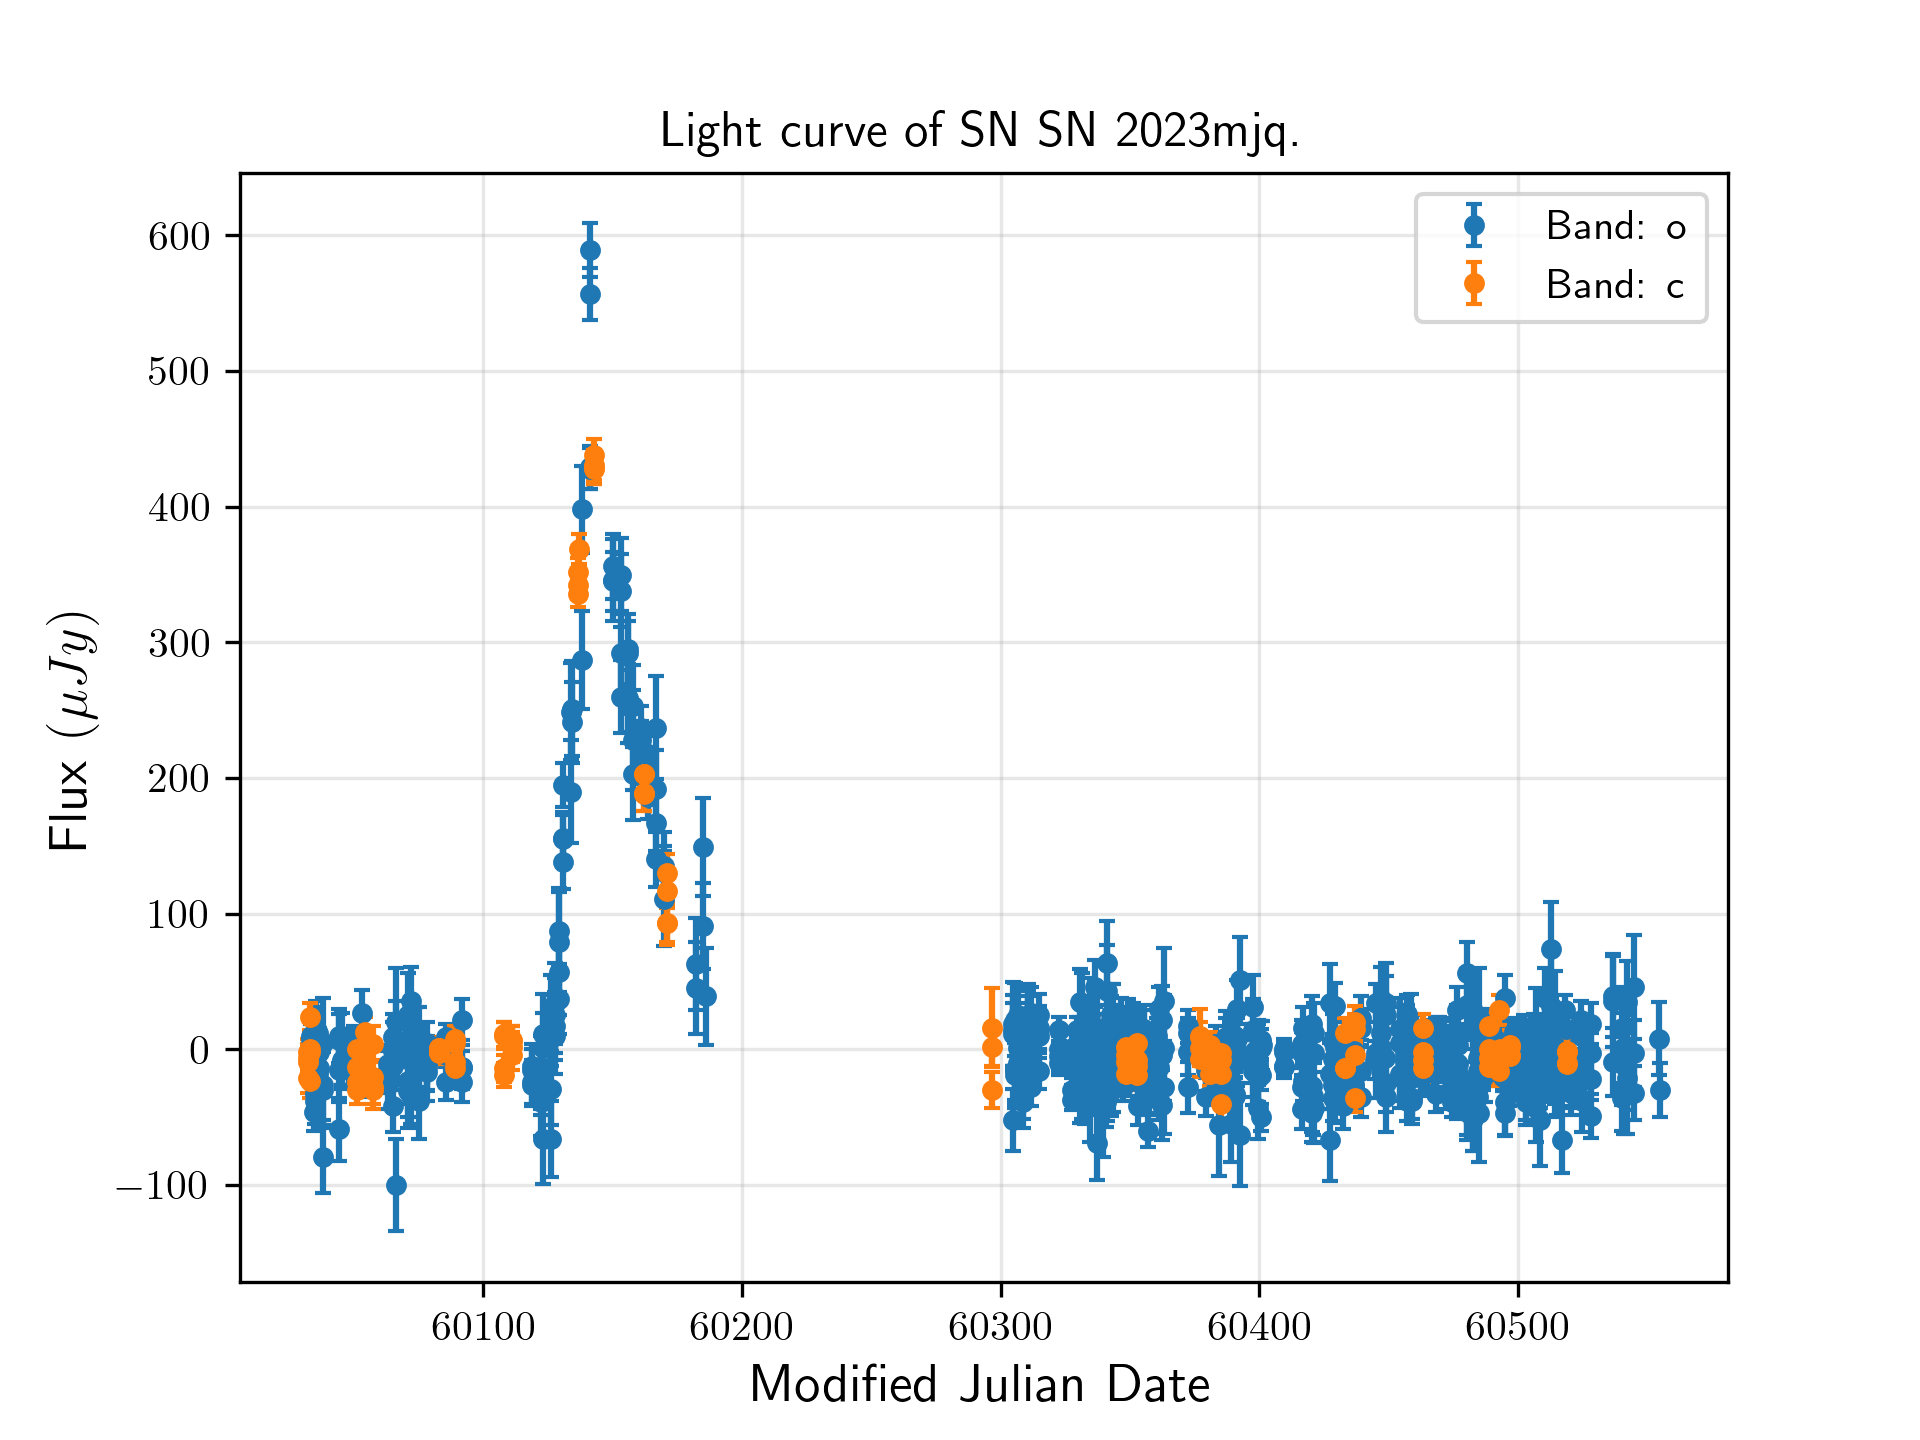 Light curve of SN SN 2023mjq.
Band: o
Band: c
600
500
400
300
200
100
0
−100
Flux (μJy)
60100 60200 60300 60400 60500
Modified Julian Date